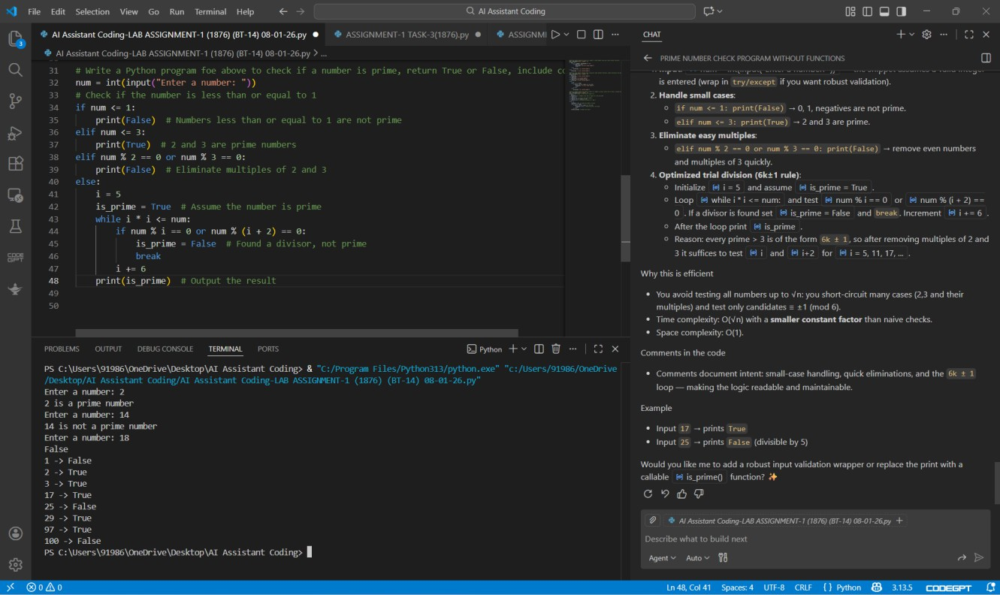 File Edit Selection View Go Run Terminal Help
AI Assistant Coding
3
AI Assistant Coding-LAB ASSIGNMENT-1 (1876) (BT-14) 08-01-26.py ASSIGNMENT-1 TASK-3(1876).py ASSIGNM
AI Assistant Coding-LAB ASSIGNMENT-1 (1876) (BT-14) 08-01-26.py > ...
31 # Write a Python program foe above to check if a number is prime, return True or False, include co
32 num = int(input("Enter a number: "))
33 # Check if the number is less than or equal to 1
34 if num <= 1:
35     print(False)  # Numbers less than or equal to 1 are not prime
36 elif num <= 3:
37     print(True)  # 2 and 3 are prime numbers
38 elif num % 2 == 0 or num % 3 == 0:
39     print(False)  # Eliminate multiples of 2 and 3
40 else:
41     i = 5
42     is_prime = True  # Assume the number is prime
43     while i * i <= num:
44         if num % i == 0 or num % (i + 2) == 0:
45             is_prime = False  # Found a divisor, not prime
46             break
47         i += 6
48     print(is_prime)  # Output the result
49
50
PROBLEMS OUTPUT DEBUG CONSOLE TERMINAL PORTS
Python
PS C:\Users\91986\OneDrive\Desktop\AI Assistant Coding> & "C:/Program Files/Python313/python.exe" "c:/Users/91986/OneDrive
/Desktop/AI Assistant Coding/AI Assistant Coding-LAB ASSIGNMENT-1 (1876) (BT-14) 08-01-26.py"
Enter a number: 2
2 is a prime number
Enter a number: 14
14 is not a prime number
Enter a number: 18
False
1 -> False
2 -> True
3 -> True
17 -> True
25 -> False
29 -> True
97 -> True
100 -> False
PS C:\Users\91986\OneDrive\Desktop\AI Assistant Coding>
CHAT
PRIME NUMBER CHECK PROGRAM WITHOUT FUNCTIONS
is entered (wrap in try/except if you want robust validation).
2. Handle small cases:
if num <= 1: print(False) → 0, 1, negatives are not prime.
elif num <= 3: print(True) → 2 and 3 are prime.
3. Eliminate easy multiples:
elif num % 2 == 0 or num % 3 == 0: print(False) → remove even numbers
and multiples of 3 quickly.
4. Optimized trial division (6k±1 rule):
Initialize i = 5 and assume is_prime = True .
Loop while i * i <= num: and test num % i == 0 or num % (i + 2) ==
0 . If a divisor is found set is_prime = False and break. Increment i += 6 .
After the loop print is_prime .
Reason: every prime > 3 is of the form 6k ± 1, so after removing multiples of 2 and
3 it suffices to test i and i+2 for i = 5, 11, 17, ... .
Why this is efficient
You avoid testing all numbers up to √n: you short-circuit many cases (2,3 and their
multiples) and test only candidates ≡ ±1 (mod 6).
Time complexity: O(√n) with a smaller constant factor than naive checks.
Space complexity: O(1).
Comments in the code
Comments document intent: small-case handling, quick eliminations, and the 6k ± 1
loop — making the logic readable and maintainable.
Example
Input 17 → prints True
Input 25 → prints False (divisible by 5)
Would you like me to add a robust input validation wrapper or replace the print with a
callable is_prime() function? ✨
AI Assistant Coding-LAB ASSIGNMENT-1 (1876) (BT-14) 08-01-26.py
Describe what to build next
Agent Auto
0 0 Ln 48, Col 41 Spaces: 4 UTF-8 CRLF { } Python 3.13.5 CODEGPT